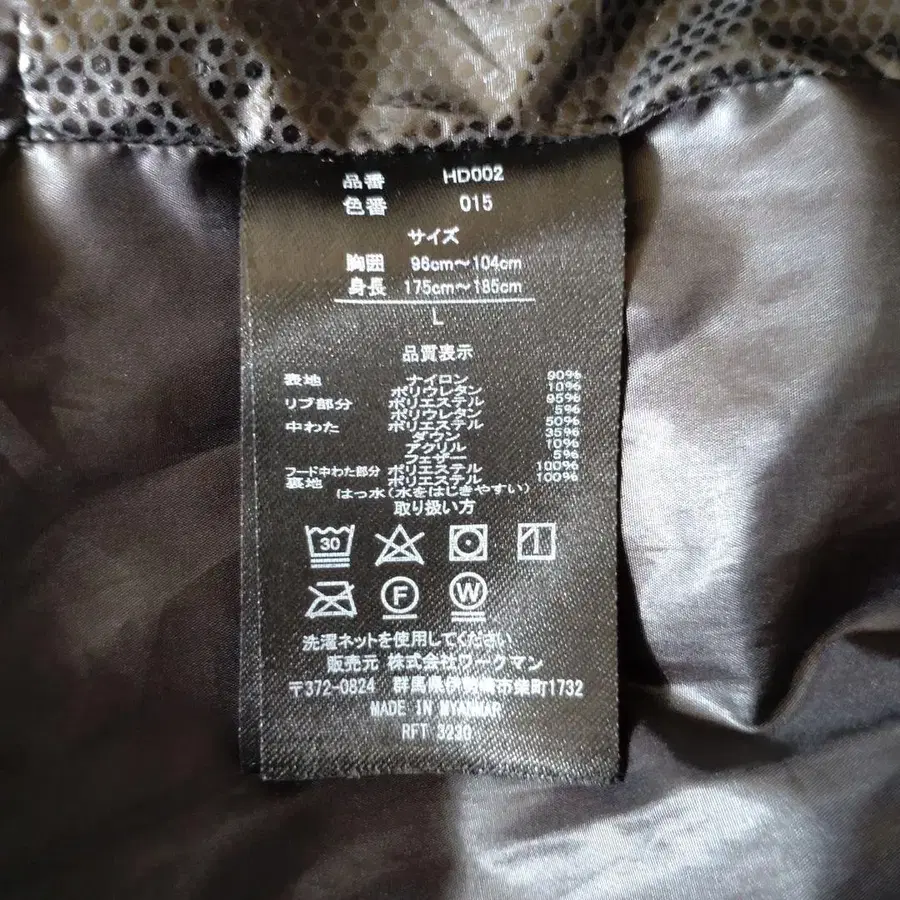 品番 HD002
色番 015
サイズ
胸囲 96cm～104cm
身長 175cm～185cm
L
品質表示
表地 ナイロン 90%
ポリウレタン 10%
リブ部分 ポリエステル 95%
ポリウレタン 5%
中わた ポリエステル 50%
ダウン 35%
アクリル 10%
フェザー 5%
フード中わた部分 ポリエステル 100%
裏地 ポリエステル 100%
はっ水(水をはじきやすい)
取り扱い方
30
F W
洗濯ネットを使用してください
販売元 株式会社ワークマン
〒372-0824 群馬県伊勢崎市柴町1732
MADE IN MYANMAR
RFT 3230